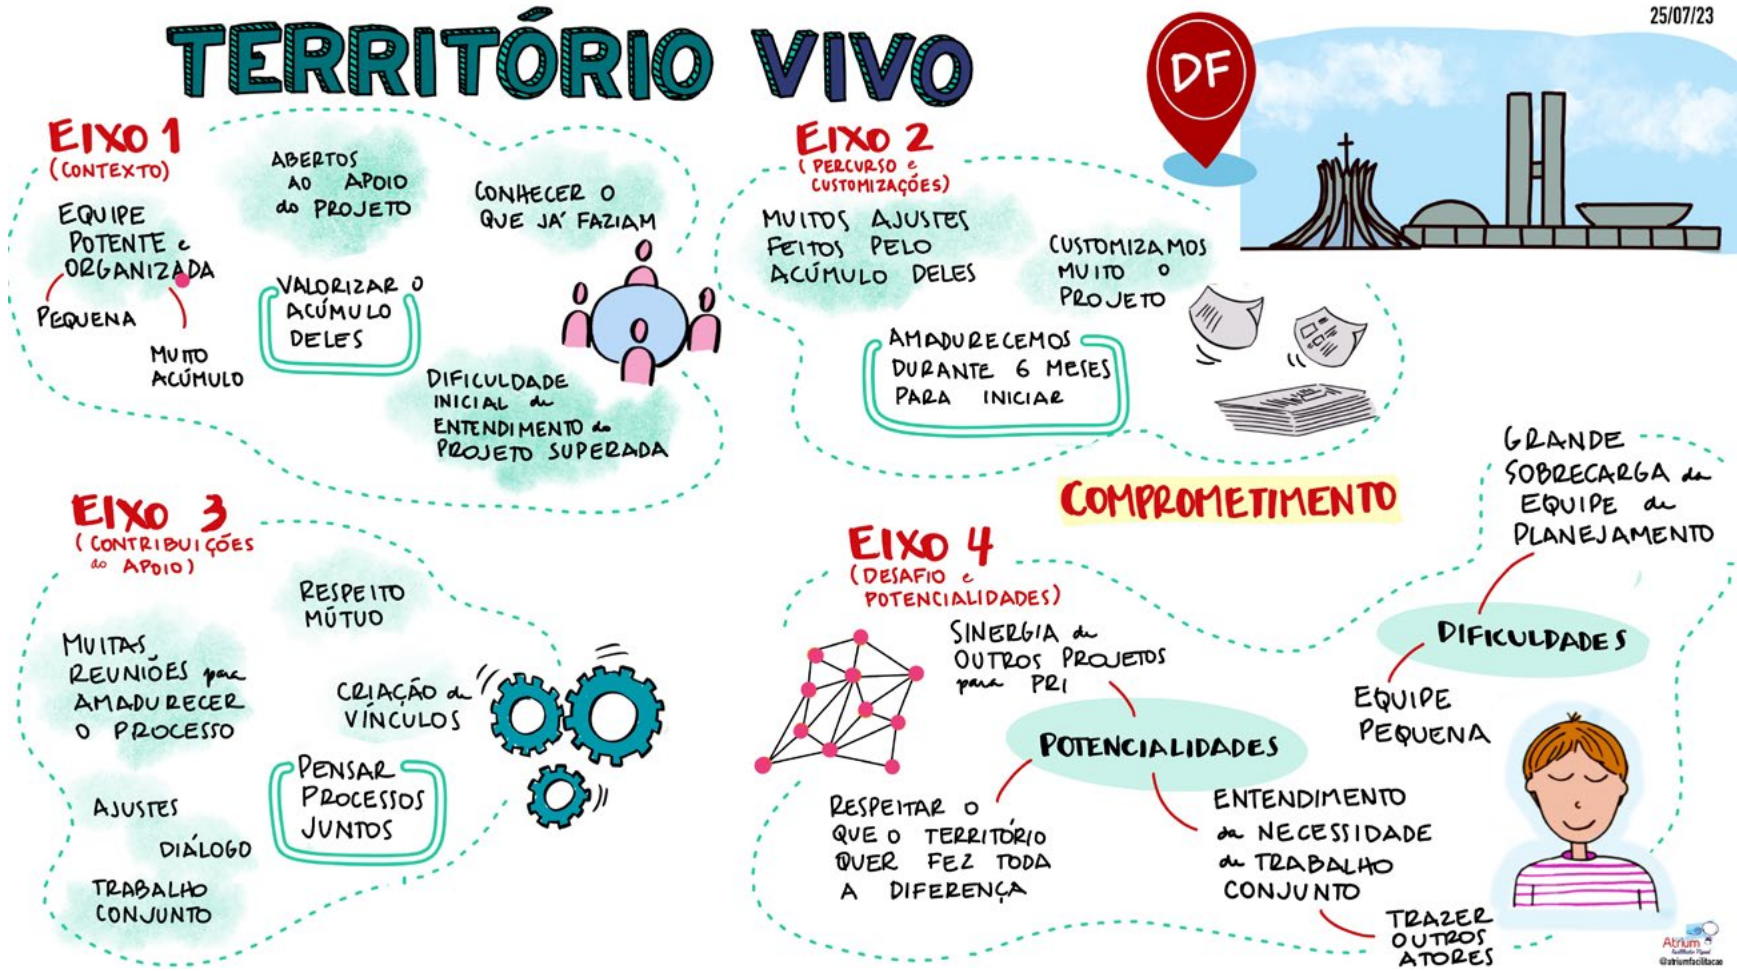 25/07/23
TERRITÓRIO VIVO
DF
EIXO 1
(CONTEXTO)
EQUIPE
POTENTE e
ORGANIZADA
PEQUENA
MUITO
ACÚMULO
ABERTOS
AO APOIO
do PROJETO
CONHECER O
QUE JÁ FAZIAM
VALORIZAR O
ACÚMULO
DELES
DIFICULDADE
INICIAL de
ENTENDIMENTO do
PROJETO SUPERADA
EIXO 2
(PERCURSO e
CUSTOMIZAÇÕES)
MUITOS AJUSTES
FEITOS PELO
ACÚMULO DELES
CUSTOMIZAMOS
MUITO O
PROJETO
AMADURECEMOS
DURANTE 6 MESES
PARA INICIAR
COMPROMETIMENTO
EIXO 3
(CONTRIBUIÇÕES
do APOIO)
RESPEITO
MÚTUO
MUITAS
REUNIÕES para
AMADURECER
O PROCESSO
CRIAÇÃO de
VÍNCULOS
PENSAR
PROCESSOS
JUNTOS
AJUSTES
DIÁLOGO
TRABALHO
CONJUNTO
EIXO 4
(DESAFIO e
POTENCIALIDADES)
SINERGIA de
OUTROS PROJETOS
para PRI
POTENCIALIDADES
RESPEITAR O
QUE O TERRITÓRIO
QUER FEZ TODA
A DIFERENÇA
ENTENDIMENTO
da NECESSIDADE
de TRABALHO
CONJUNTO
TRAZER
OUTROS
ATORES
GRANDE
SOBRECARGA da
EQUIPE de
PLANEJAMENTO
DIFICULDADES
EQUIPE
PEQUENA
Atrium
Facilitação Visual
@atriumfacilitacao